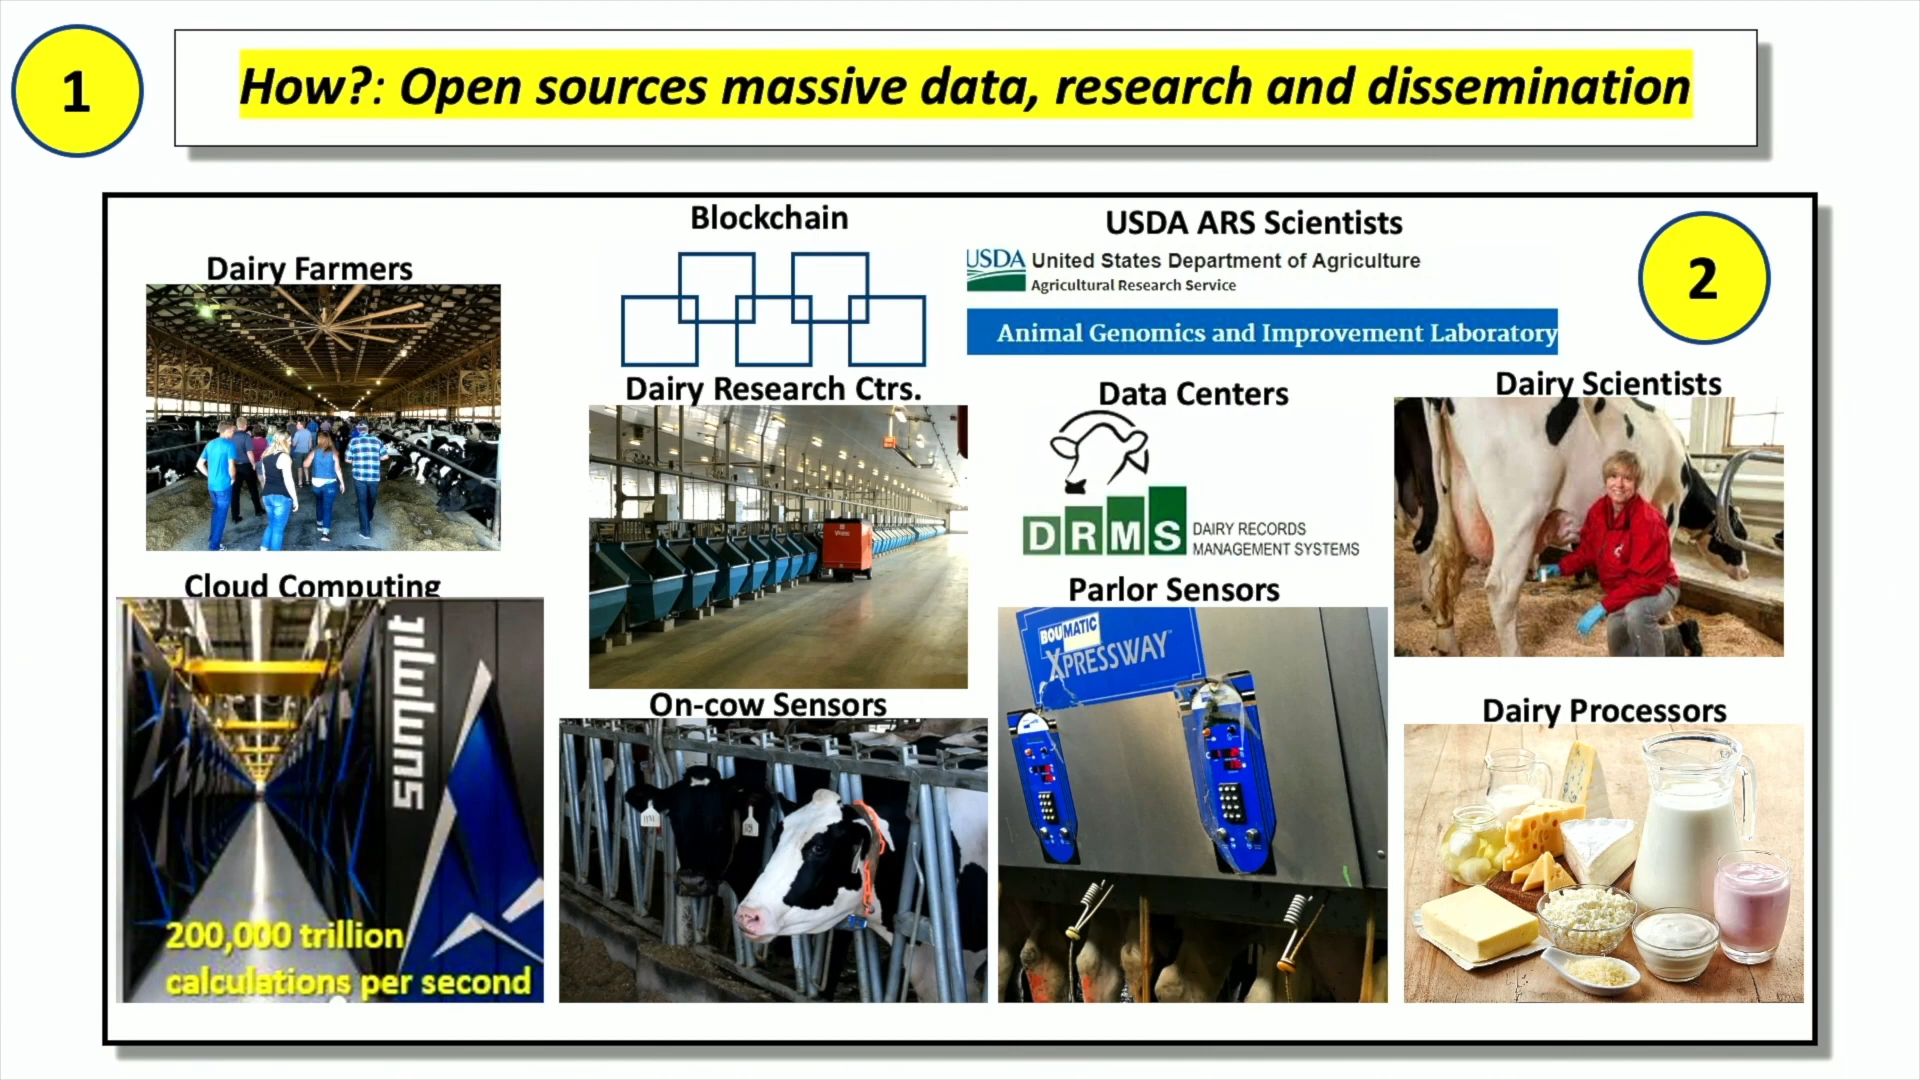 1
How?: Open sources massive data, research and dissemination
2
Dairy Farmers
Blockchain
USDA ARS Scientists
USDA United States Department of Agriculture
Agricultural Research Service
Animal Genomics and Improvement Laboratory
Dairy Research Ctrs.
Data Centers
DRMS DAIRY RECORDS
MANAGEMENT SYSTEMS
Dairy Scientists
Cloud Computing
summit
200,000 trillion
calculations per second
On-cow Sensors
Parlor Sensors
BOUMATIC
XPRESSWAY
Dairy Processors